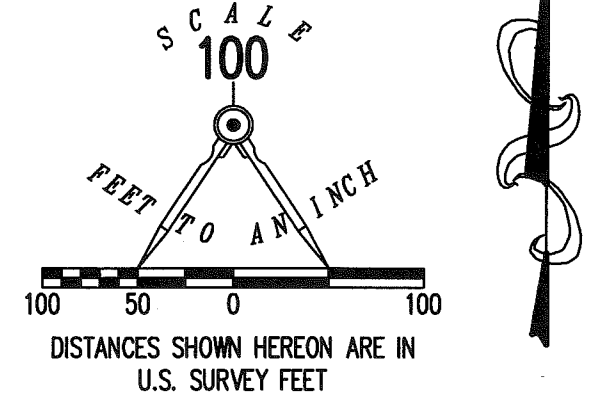 SCALE
100
FEET TO AN INCH
100 50 0 100
DISTANCES SHOWN HEREON ARE IN
U.S. SURVEY FEET